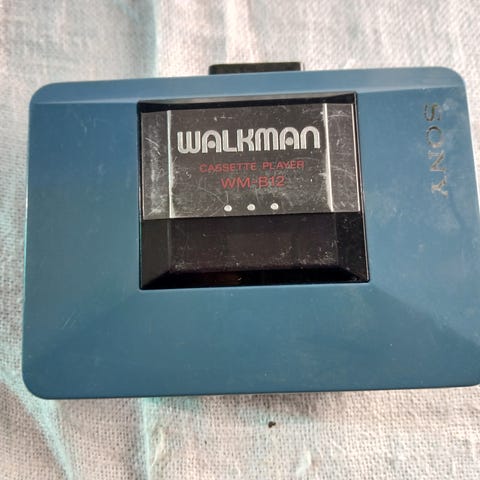 WALKMAN
CASSETTE PLAYER
WM-B12
SONY